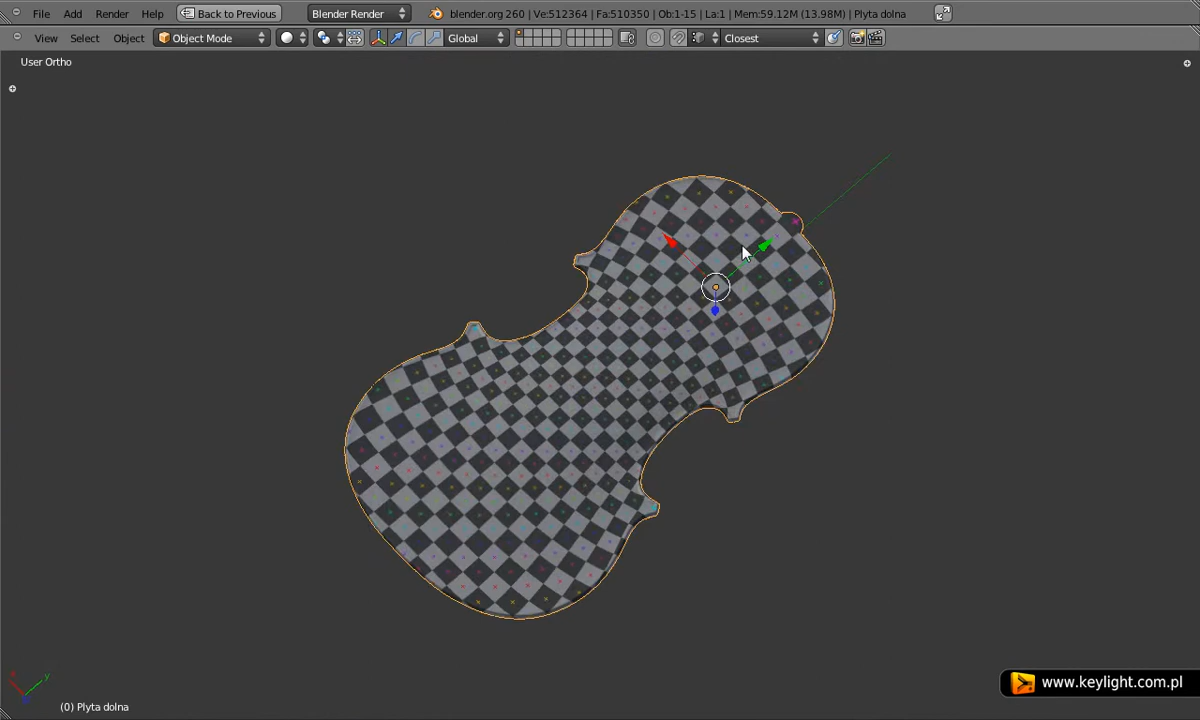 File Add Render Help Back to Previous Blender Render blender.org 260 | Ve:512364 | Fa:510350 | Ob:1-15 | La:1 | Mem:59.12M (13.98M) | Plyta dolna
View Select Object Object Mode Global Closest
User Ortho
y
(0) Plyta dolna
www.keylight.com.pl